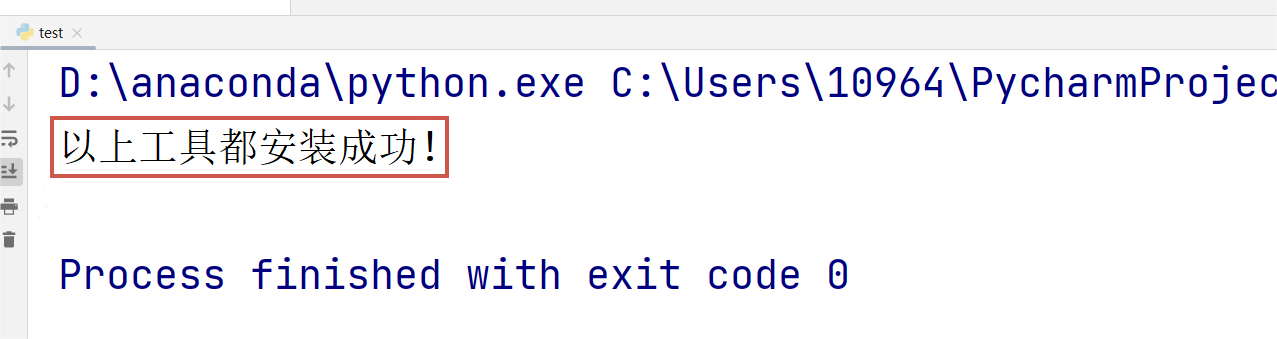 test
D:\anaconda\python.exe C:\Users\10964\PycharmProjec
以上工具都安装成功!
Process finished with exit code 0